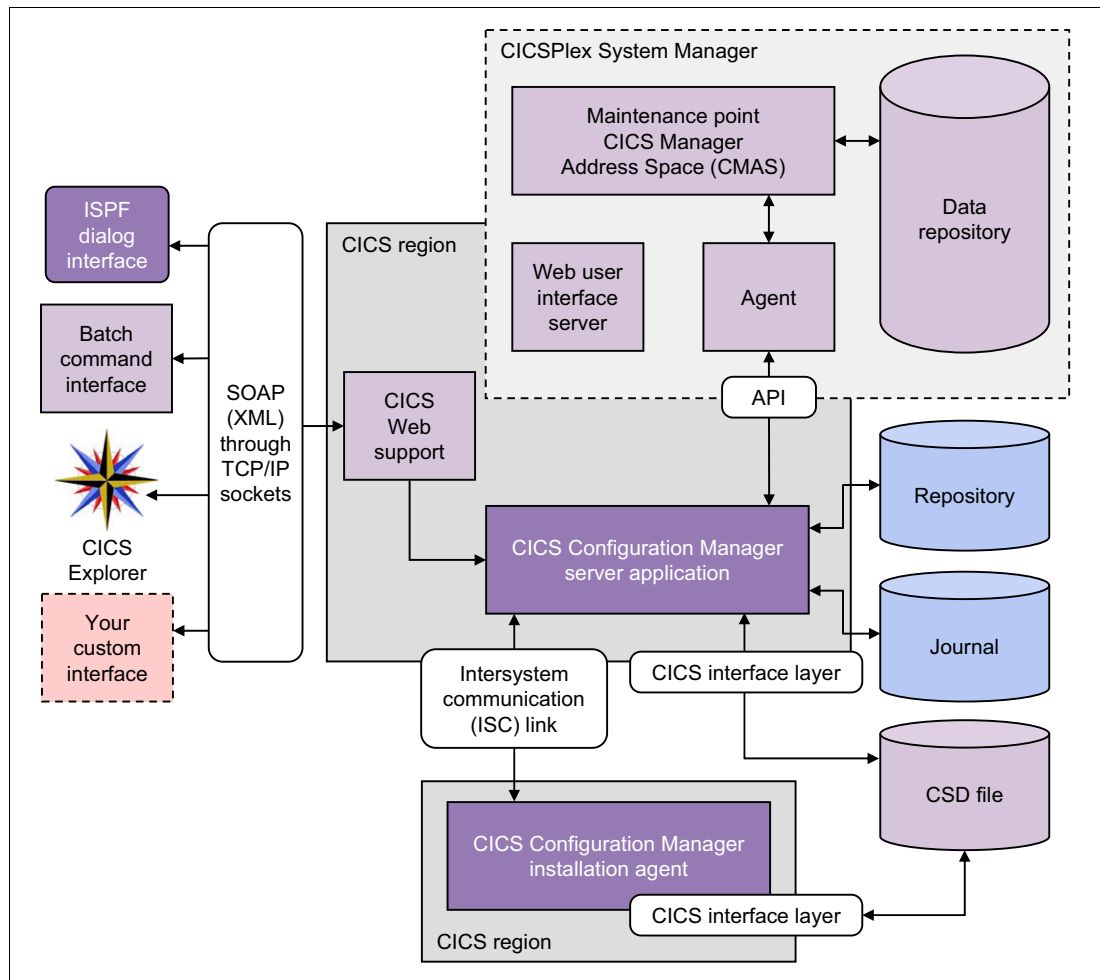 CICSPlex System Manager
Maintenance point
CICS Manager
Address Space (CMAS)
Data
repository
Web user
interface
server
Agent
API
ISPF
dialog
interface
Batch
command
interface
CICS
Explorer
Your
custom
interface
SOAP
(XML)
through
TCP/IP
sockets
CICS region
CICS
Web
support
CICS Configuration Manager
server application
Repository
Journal
CSD file
Intersystem
communication
(ISC) link
CICS interface layer
CICS Configuration Manager
installation agent
CICS interface layer
CICS region